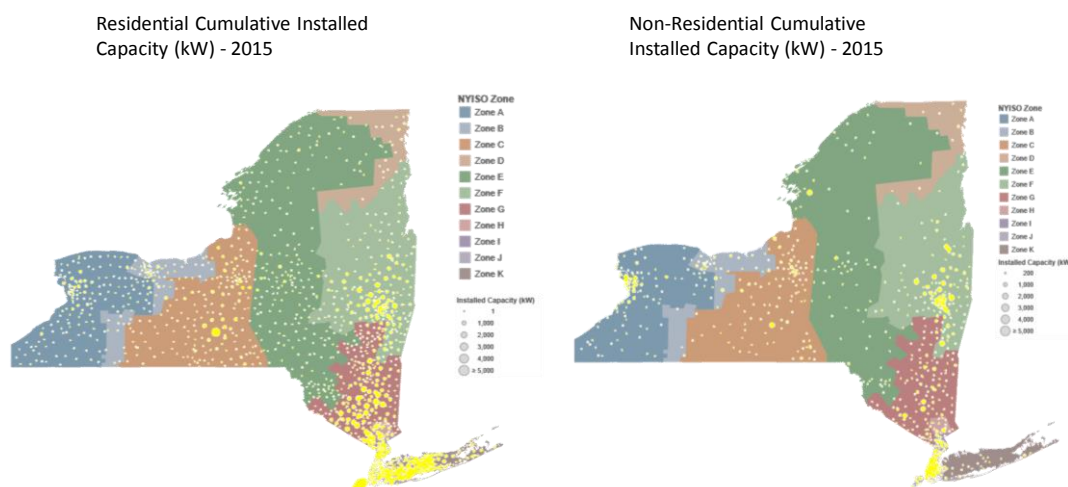 Residential Cumulative Installed
Capacity (kW) - 2015
NYISO Zone
Zone A
Zone B
Zone C
Zone D
Zone E
Zone F
Zone G
Zone H
Zone I
Zone J
Zone K
Installed Capacity (kW)
1
1,000
2,000
3,000
4,000
≥ 5,000
Non-Residential Cumulative
Installed Capacity (kW) - 2015
NYISO Zone
Zone A
Zone B
Zone C
Zone D
Zone E
Zone F
Zone G
Zone H
Zone I
Zone J
Zone K
Installed Capacity (kW)
200
1,000
2,000
3,000
4,000
≥ 5,000